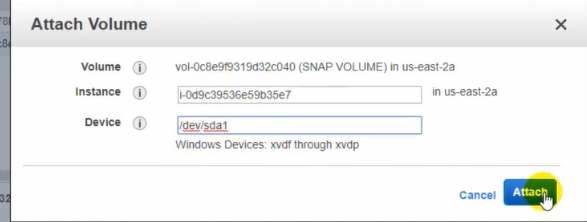 Attach Volume
Volume vol-0c8e9f9319d32c040 (SNAP VOLUME) in us-east-2a
Instance i-0d9c39536e59b35e7 in us-east-2a
Device /dev/sda1
Windows Devices: xvdf through xvdp
Cancel Attach